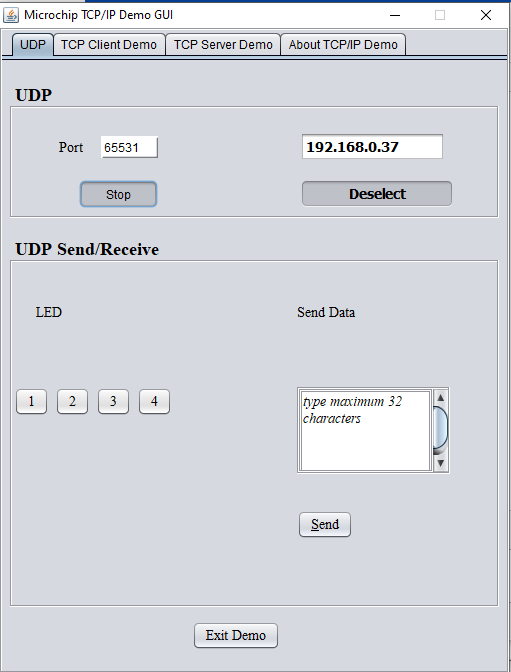 Microchip TCP/IP Demo GUI
UDP TCP Client Demo TCP Server Demo About TCP/IP Demo
UDP
Port 65531 192.168.0.37
Stop Deselect
UDP Send/Receive
LED Send Data
1 2 3 4
type maximum 32
characters
Send
Exit Demo